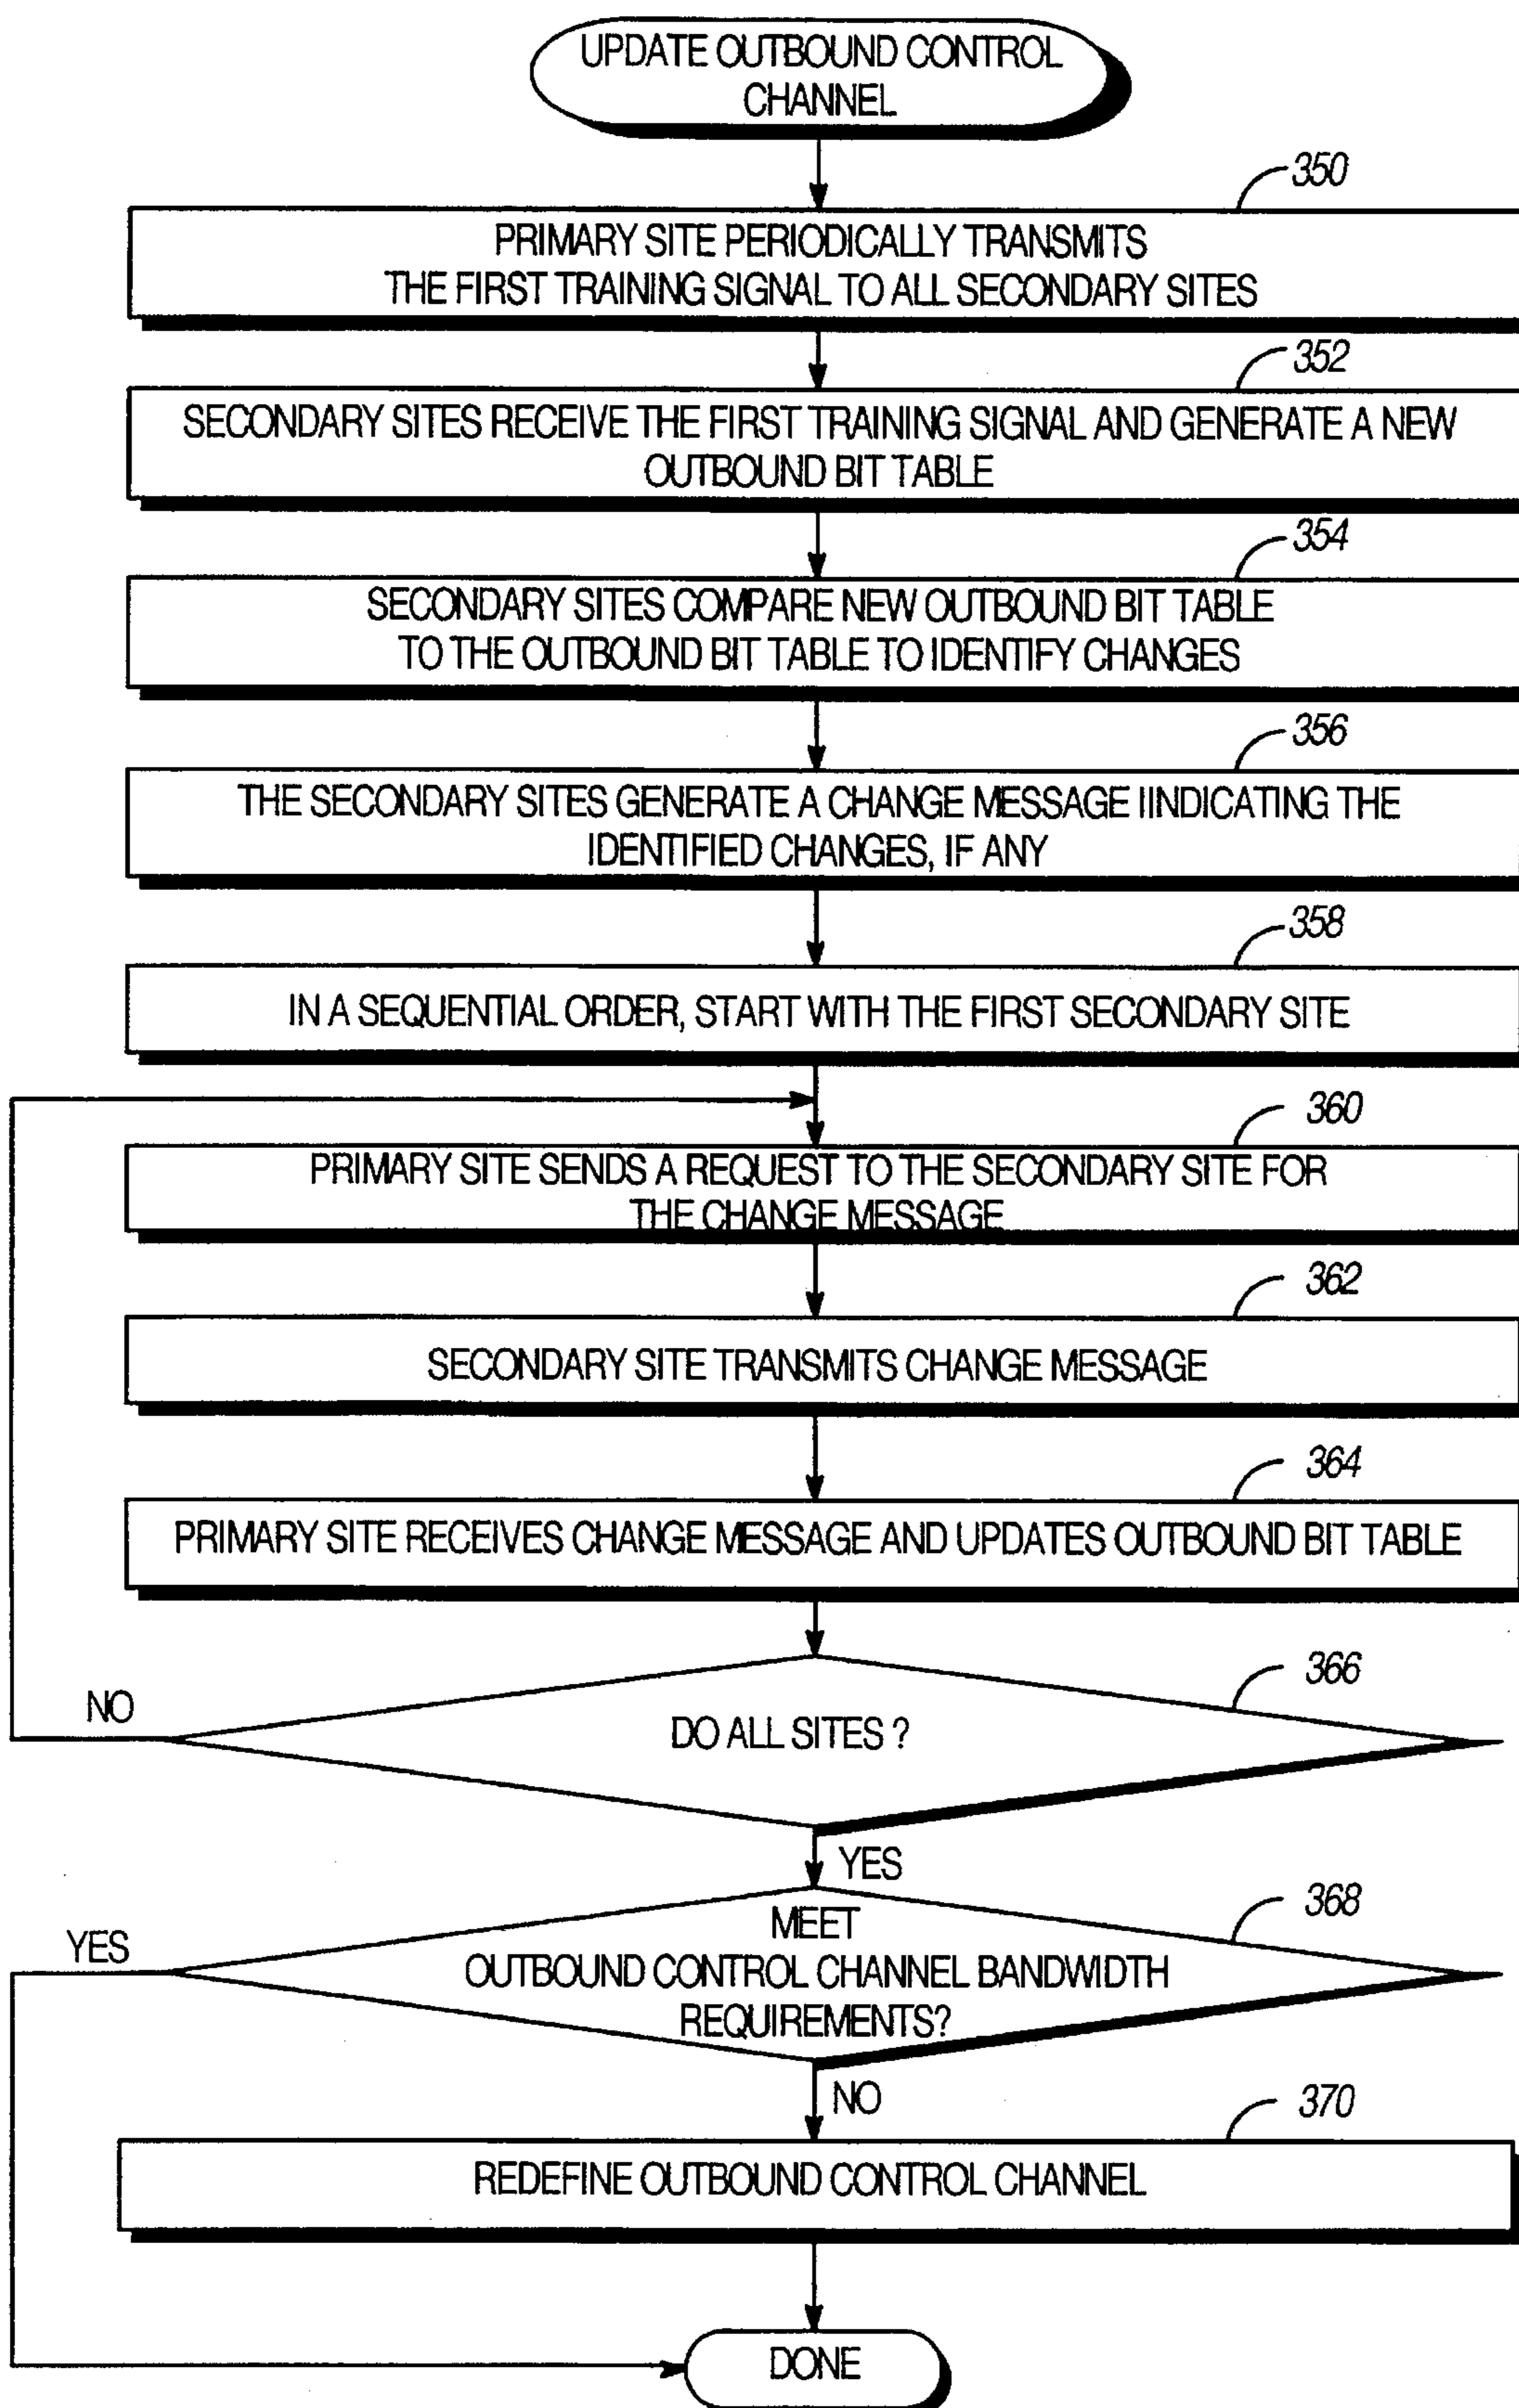 UPDATE OUTBOUND CONTROL
CHANNEL
350
PRIMARY SITE PERIODICALLY TRANSMITS
THE FIRST TRAINING SIGNAL TO ALL SECONDARY SITES
352
SECONDARY SITES RECEIVE THE FIRST TRAINING SIGNAL AND GENERATE A NEW
OUTBOUND BIT TABLE
354
SECONDARY SITES COMPARE NEW OUTBOUND BIT TABLE
TO THE OUTBOUND BIT TABLE TO IDENTIFY CHANGES
356
THE SECONDARY SITES GENERATE A CHANGE MESSAGE IINDICATING THE
IDENTIFIED CHANGES, IF ANY
358
IN A SEQUENTIAL ORDER, START WITH THE FIRST SECONDARY SITE
360
PRIMARY SITE SENDS A REQUEST TO THE SECONDARY SITE FOR
THE CHANGE MESSAGE
362
SECONDARY SITE TRANSMITS CHANGE MESSAGE
364
PRIMARY SITE RECEIVES CHANGE MESSAGE AND UPDATES OUTBOUND BIT TABLE
366
NO
DO ALL SITES ?
YES
368
YES
MEET
OUTBOUND CONTROL CHANNEL BANDWIDTH
REQUIREMENTS?
NO
370
REDEFINE OUTBOUND CONTROL CHANNEL
DONE